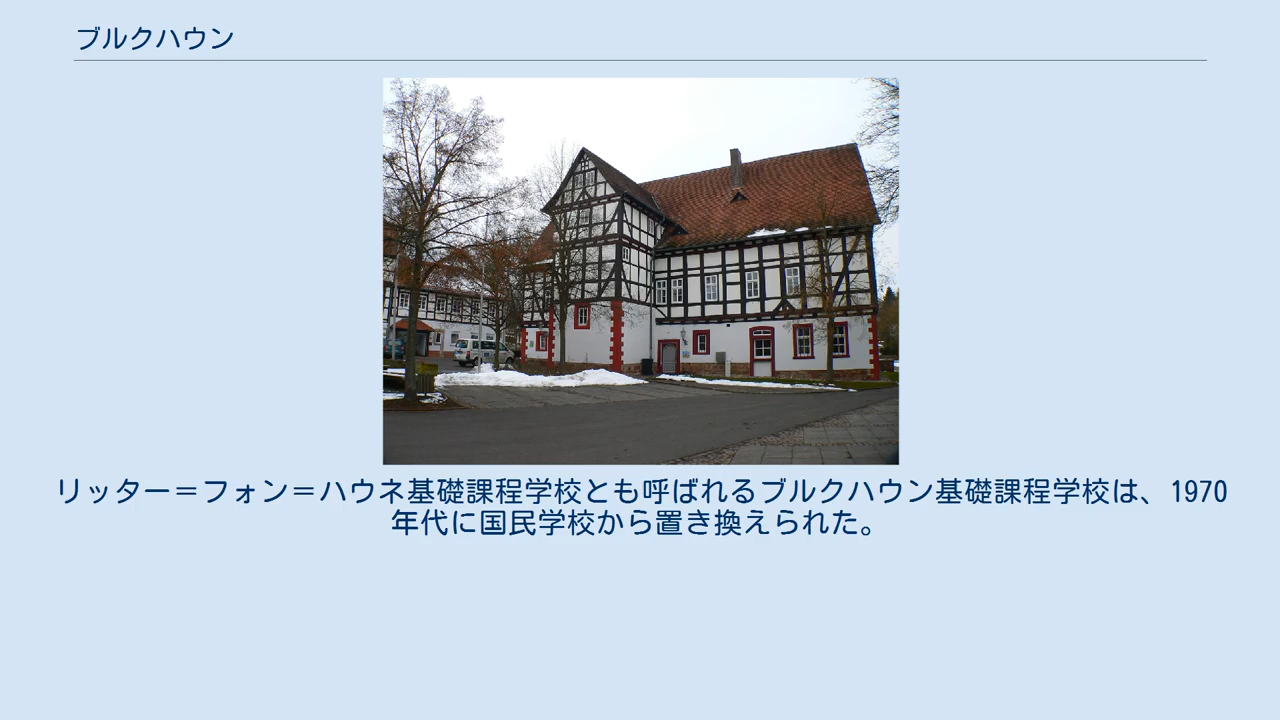 ブルクハウン
リッター＝フォン＝ハウネ基礎課程学校とも呼ばれるブルクハウン基礎課程学校は、1970
年代に国民学校から置き換えられた。